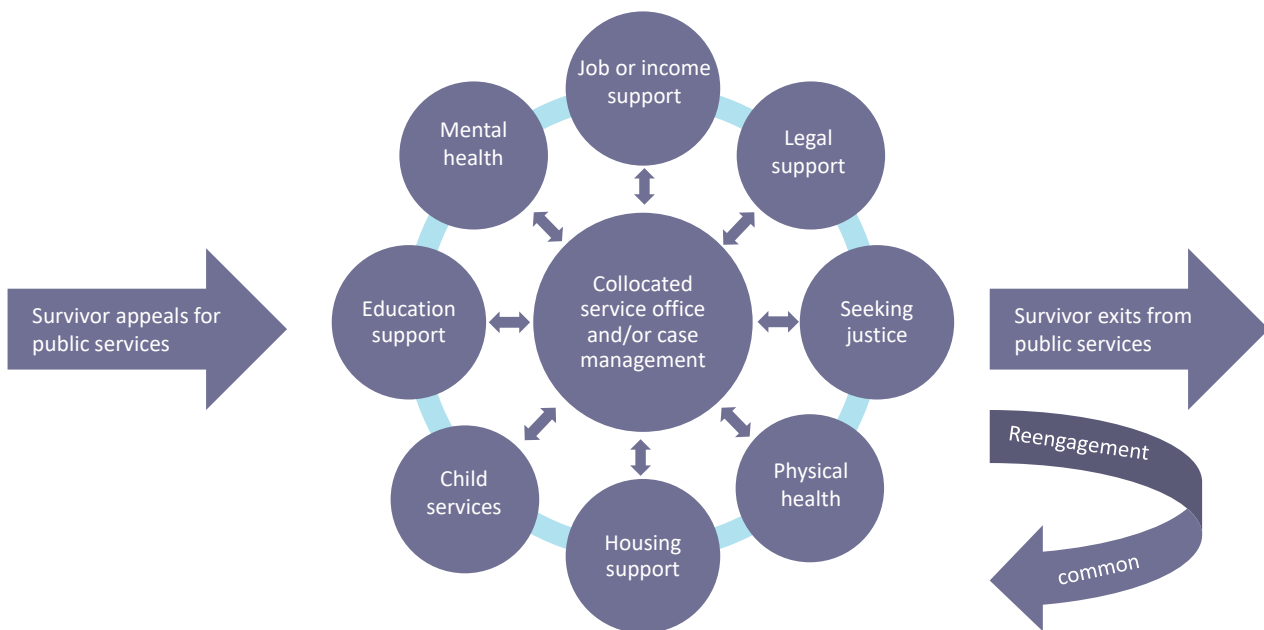 Survivor appeals for
public services
Job or income
support
Mental
health
Legal
support
Education
support
Collocated
service office
and/or case
management
Seeking
justice
Child
services
Housing
support
Physical
health
Survivor exits from
public services
Reengagement
common